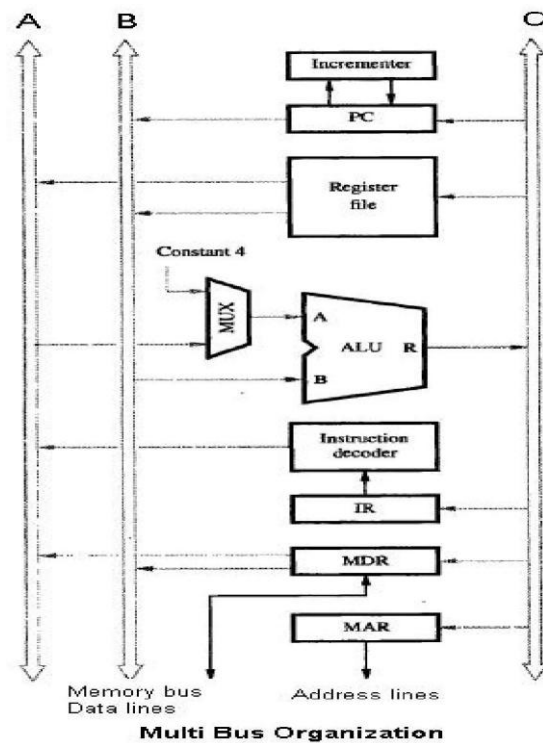 A B C
Incrementer
PC
Register
file
Constant 4
MUX
A
ALU R
B
Instruction
decoder
IR
MDR
MAR
Memory bus Address lines
Data lines
Multi Bus Organization